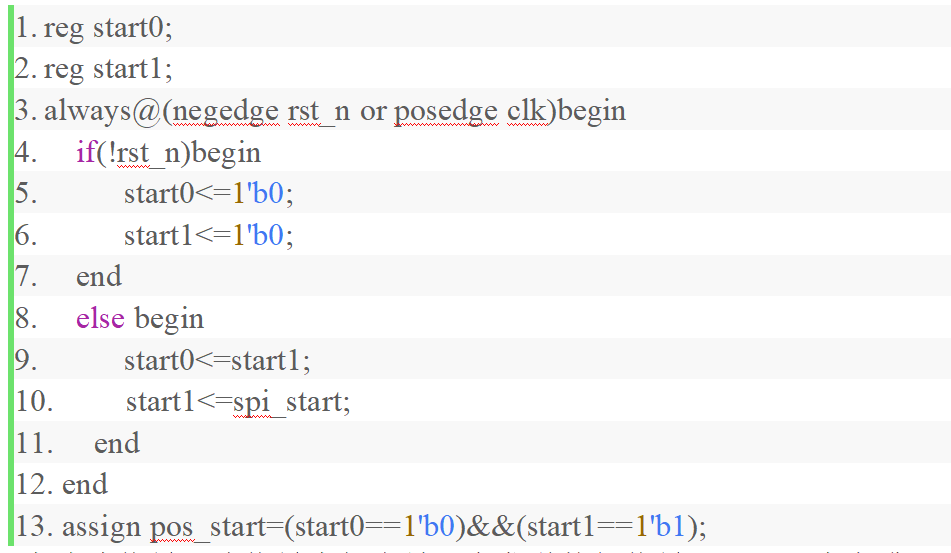 1. reg start0;
2. reg start1;
3. always@(negedge rst_n or posedge clk)begin
4. if(!rst_n)begin
5. start0<=1'b0;
6. start1<=1'b0;
7. end
8. else begin
9. start0<=start1;
10. start1<=spi_start;
11. end
12. end
13. assign pos_start=(start0==1'b0)&&(start1==1'b1);